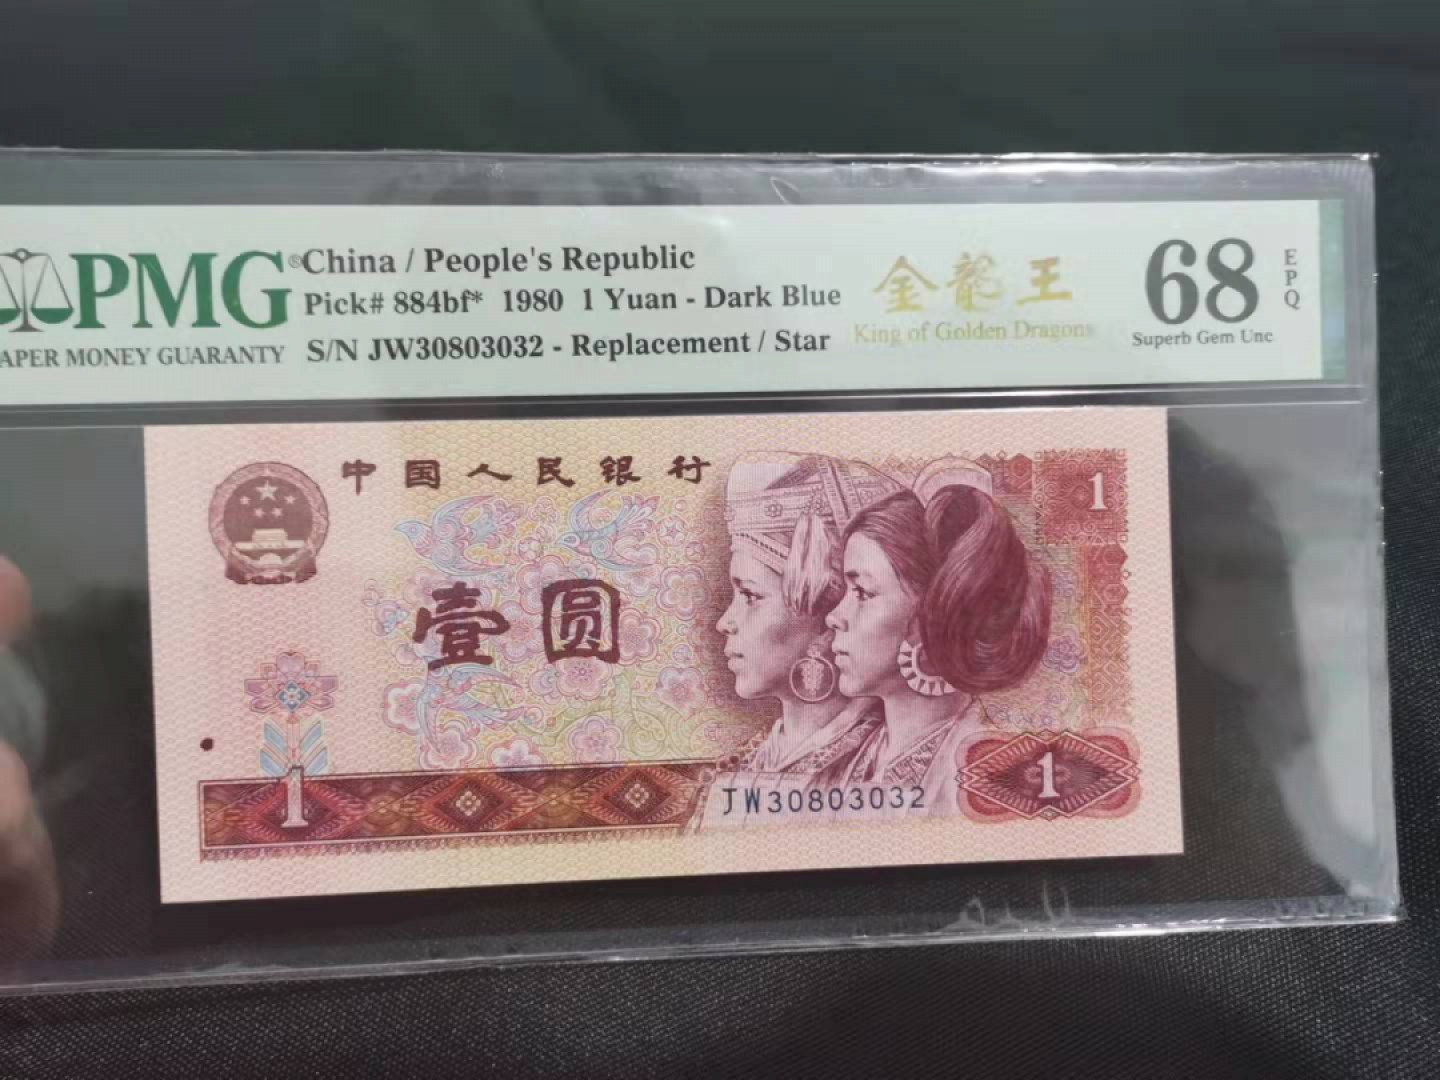 PMG
PAPER MONEY GUARANTY
China / People's Republic
Pick# 884bf* 1980 1 Yuan - Dark Blue
S/N JW30803032 - Replacement / Star
金龍王
King of Golden Dragons
68
EPQ
Superb Gem Unc
中国人民银行
1
壹圆
1
JW30803032
1